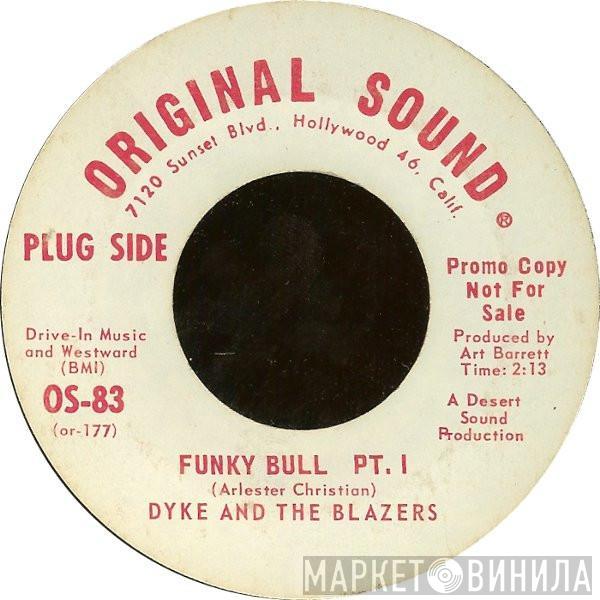 ORIGINAL SOUND ®
7120 Sunset Blvd., Hollywood 46, Calif.
PLUG SIDE
Promo Copy
Not For
Sale
Produced by
Art Barrett
Time: 2:13
Drive-In Music
and Westward
(BMI)
OS-83
(or-177)
A Desert
Sound
Production
FUNKY BULL PT. I
(Arlester Christian)
DYKE AND THE BLAZERS
МАРКЕТ ВИНИЛА